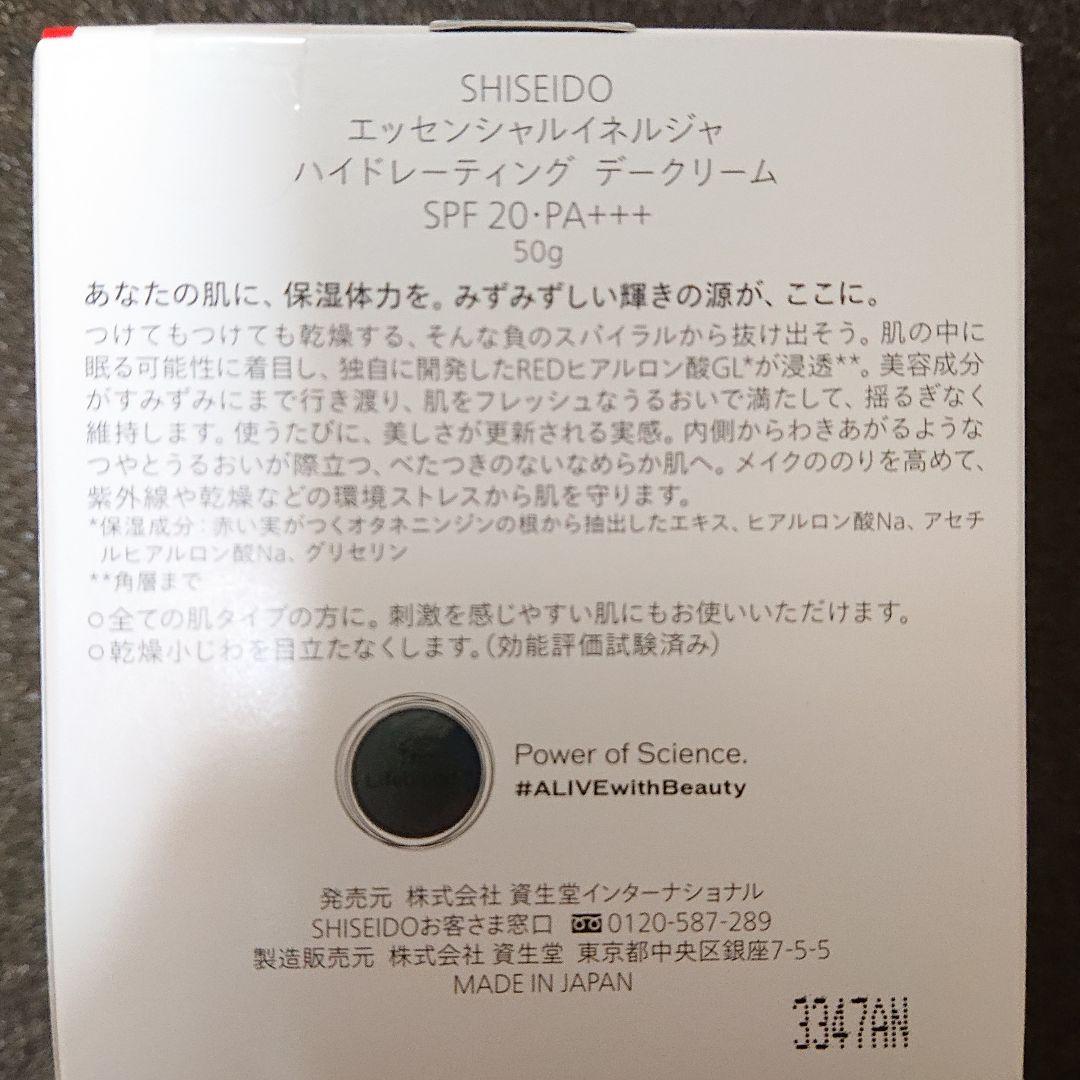 SHISEIDO
エッセンシャルイネルジャ
ハイドレーティング デークリーム
SPF 20・PA+++
50g
あなたの肌に、保湿体力を。みずみずしい輝きの源が、ここに。
つけてもつけても乾燥する、そんな負のスパイラルから抜け出そう。肌の中に
眠る可能性に着目し、独自に開発したREDヒアルロン酸GL*が浸透**。美容成分
がすみずみにまで行き渡り、肌をフレッシュなうるおいで満たして、揺るぎなく
維持します。使うたびに、美しさが更新される実感。内側からわきあがるような
つやとうるおいが際立つ、べたつきのないなめらか肌へ。メイクののりを高めて、
紫外線や乾燥などの環境ストレスから肌を守ります。
*保湿成分：赤い実がつくオタネニンジンの根から抽出したエキス、ヒアルロン酸Na、アセチ
ルヒアルロン酸Na、グリセリン
**角層まで
○全ての肌タイプの方に。刺激を感じやすい肌にもお使いいただけます。
○乾燥小じわを目立たなくします。（効能評価試験済み）
Power of Science.
#ALIVEwithBeauty
発売元 株式会社 資生堂インターナショナル
SHISEIDOお客さま窓口 0120-587-289
製造販売元 株式会社 資生堂 東京都中央区銀座7-5-5
MADE IN JAPAN
3347AN